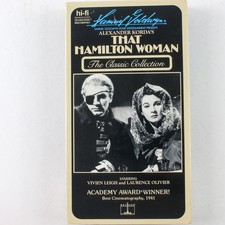 hi-fi
Samuel Goldwyn
ALEXANDER KORDA'S
THAT
HAMILTON WOMAN
The Classic Collection
STARRING
VIVIEN LEIGH and LAURENCE OLIVIER
ACADEMY AWARD® WINNER!
Best Cinematography, 1941